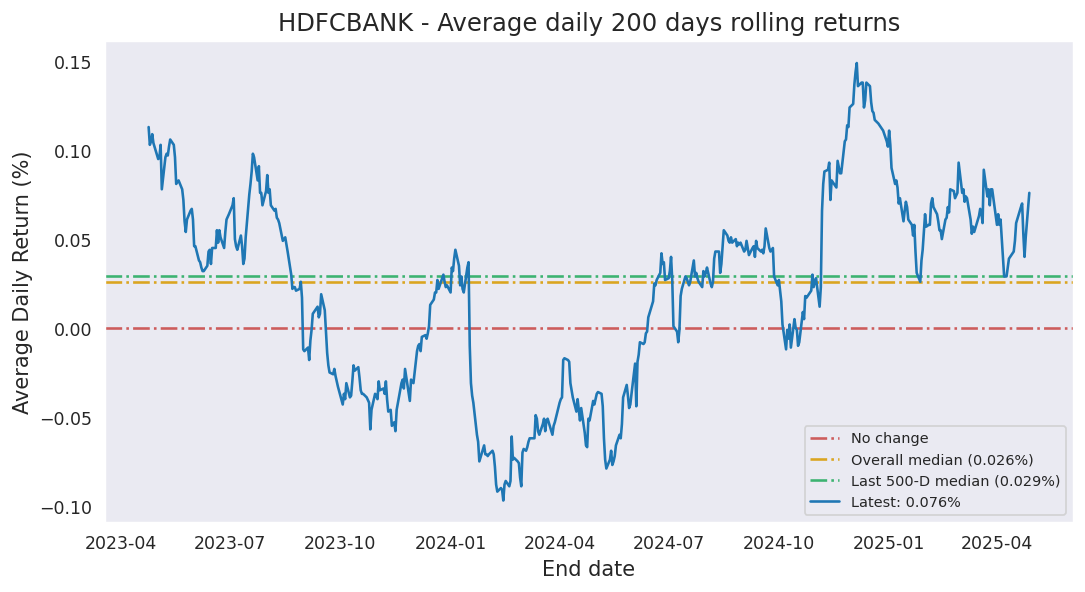 HDFCBANK - Average daily 200 days rolling returns
Average Daily Return (%)
0.15
0.10
0.05
0.00
−0.05
−0.10
No change
Overall median (0.026%)
Last 500-D median (0.029%)
Latest: 0.076%
2023-04 2023-07 2023-10 2024-01 2024-04 2024-07 2024-10 2025-01 2025-04
End date